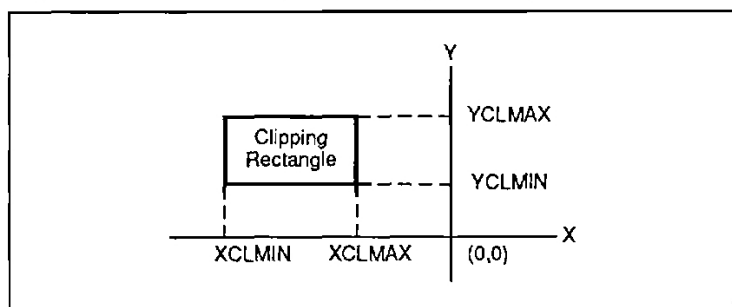 Y
YCLMAX
Clipping
Rectangle
YCLMIN
X
XCLMIN XCLMAX (0,0)